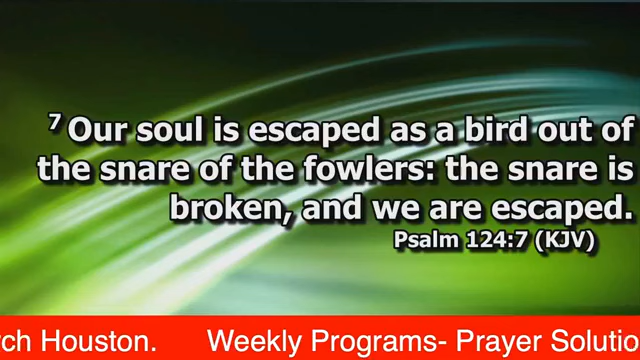 7 Our soul is escaped as a bird out of
the snare of the fowlers: the snare is
broken, and we are escaped.
Psalm 124:7 (KJV)
rch Houston. Weekly Programs- Prayer Solutio